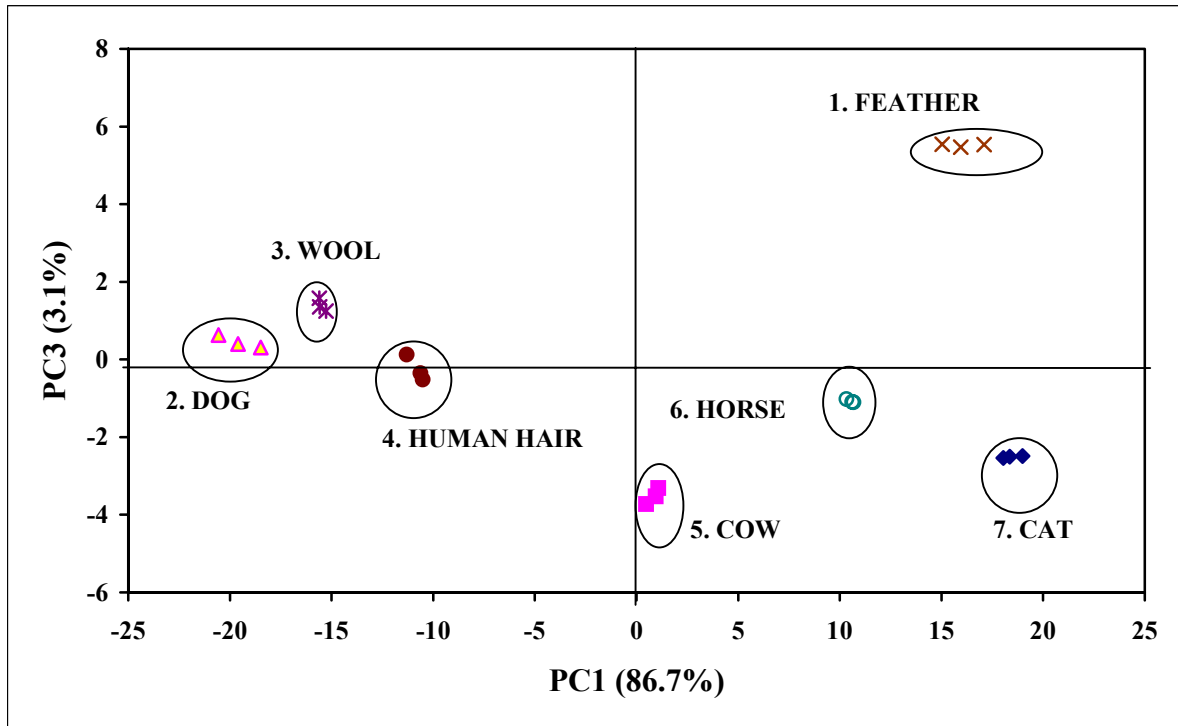 8
1. FEATHER
6
4
3. WOOL
2
0
2. DOG
6. HORSE
4. HUMAN HAIR
-2
-4
5. COW
7. CAT
-6
-25 -20 -15 -10 -5 0 5 10 15 20 25
PC3 (3.1%)
PC1 (86.7%)